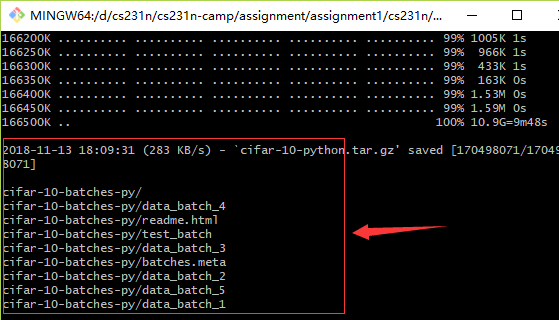 MINGW64:/d/cs231n/cs231n-camp/assignment/assignment1/cs231n/...
166200K .......... .......... .......... .......... .......... 99% 1005K 1s
166250K .......... .......... .......... .......... .......... 99% 966K 1s
166300K .......... .......... .......... .......... .......... 99% 433K 1s
166350K .......... .......... .......... .......... .......... 99% 163K 0s
166400K .......... .......... .......... .......... .......... 99% 1.53M 0s
166450K .......... .......... .......... .......... .......... 99% 1.59M 0s
166500K .. 100% 10.9G=9m48s
2018-11-13 18:09:31 (283 KB/s) - `cifar-10-python.tar.gz' saved [170498071/17049
8071]
cifar-10-batches-py/
cifar-10-batches-py/data_batch_4
cifar-10-batches-py/readme.html
cifar-10-batches-py/test_batch
cifar-10-batches-py/data_batch_3
cifar-10-batches-py/batches.meta
cifar-10-batches-py/data_batch_2
cifar-10-batches-py/data_batch_5
cifar-10-batches-py/data_batch_1